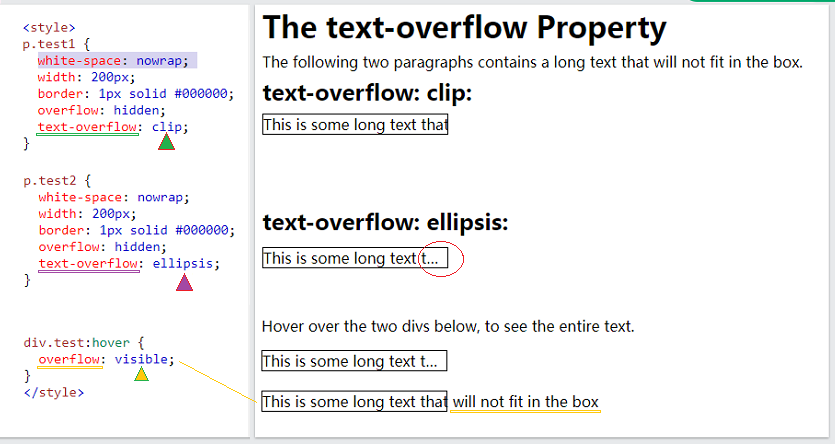 <style>
p.test1 {
white-space: nowrap;
width: 200px;
border: 1px solid #000000;
overflow: hidden;
text-overflow: clip;
}
p.test2 {
white-space: nowrap;
width: 200px;
border: 1px solid #000000;
overflow: hidden;
text-overflow: ellipsis;
}
div.test:hover {
overflow: visible;
}
</style>
The text-overflow Property
The following two paragraphs contains a long text that will not fit in the box.
text-overflow: clip:
This is some long text that
text-overflow: ellipsis:
This is some long text t...
Hover over the two divs below, to see the entire text.
This is some long text t...
This is some long text that will not fit in the box